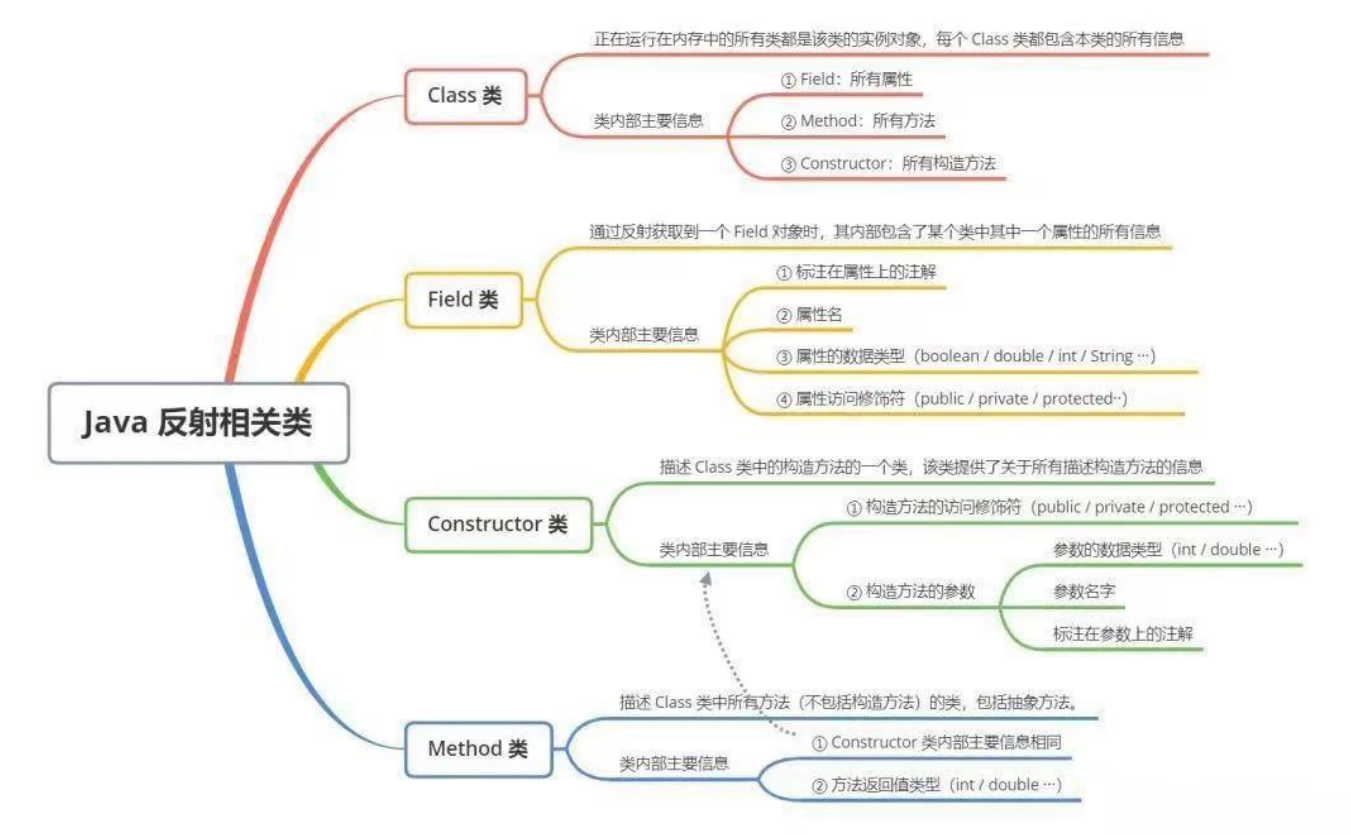 Java 反射相关类
Class 类
正在运行在内存中的所有类都是该类的实例对象，每个 Class 类都包含本类的所有信息
类内部主要信息
① Field：所有属性
② Method：所有方法
③ Constructor：所有构造方法
Field 类
通过反射获取到一个 Field 对象时，其内部包含了某个类中其中一个属性的所有信息
类内部主要信息
① 标注在属性上的注解
② 属性名
③ 属性的数据类型（boolean / double / int / String ···）
④ 属性访问修饰符（public / private / protected··）
Constructor 类
描述 Class 类中的构造方法的一个类，该类提供了关于所有描述构造方法的信息
类内部主要信息
① 构造方法的访问修饰符（public / private / protected ···）
② 构造方法的参数
参数的数据类型（int / double ···）
参数名字
标注在参数上的注解
Method 类
描述 Class 类中所有方法（不包括构造方法）的类，包括抽象方法。
类内部主要信息
① Constructor 类内部主要信息相同
② 方法返回值类型（int / double ···）